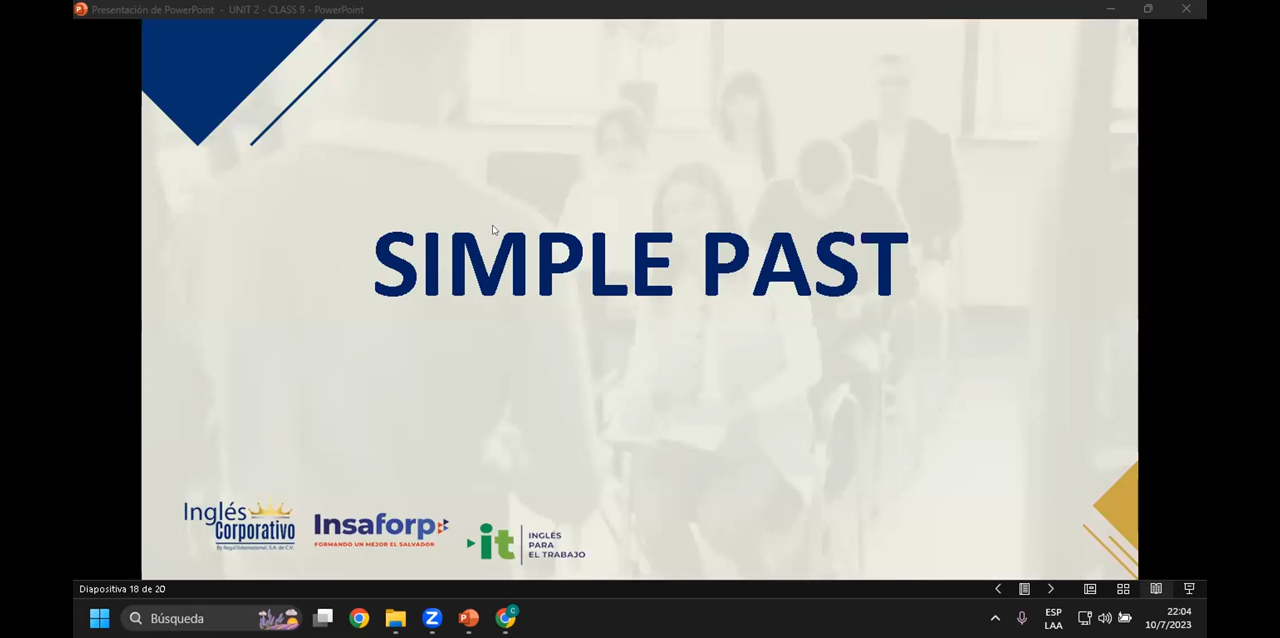 Presentación de PowerPoint - UNIT 2 - CLASS 9 - PowerPoint
SIMPLE PAST
Inglés
Corporativo
By Regal International, S.A. de C.V.
Insaforp
FORMANDO UN MEJOR EL SALVADOR
it
INGLÉS
PARA
EL TRABAJO
Diapositiva 18 de 20
Búsqueda
ESP
LAA
22:04
10/7/2023